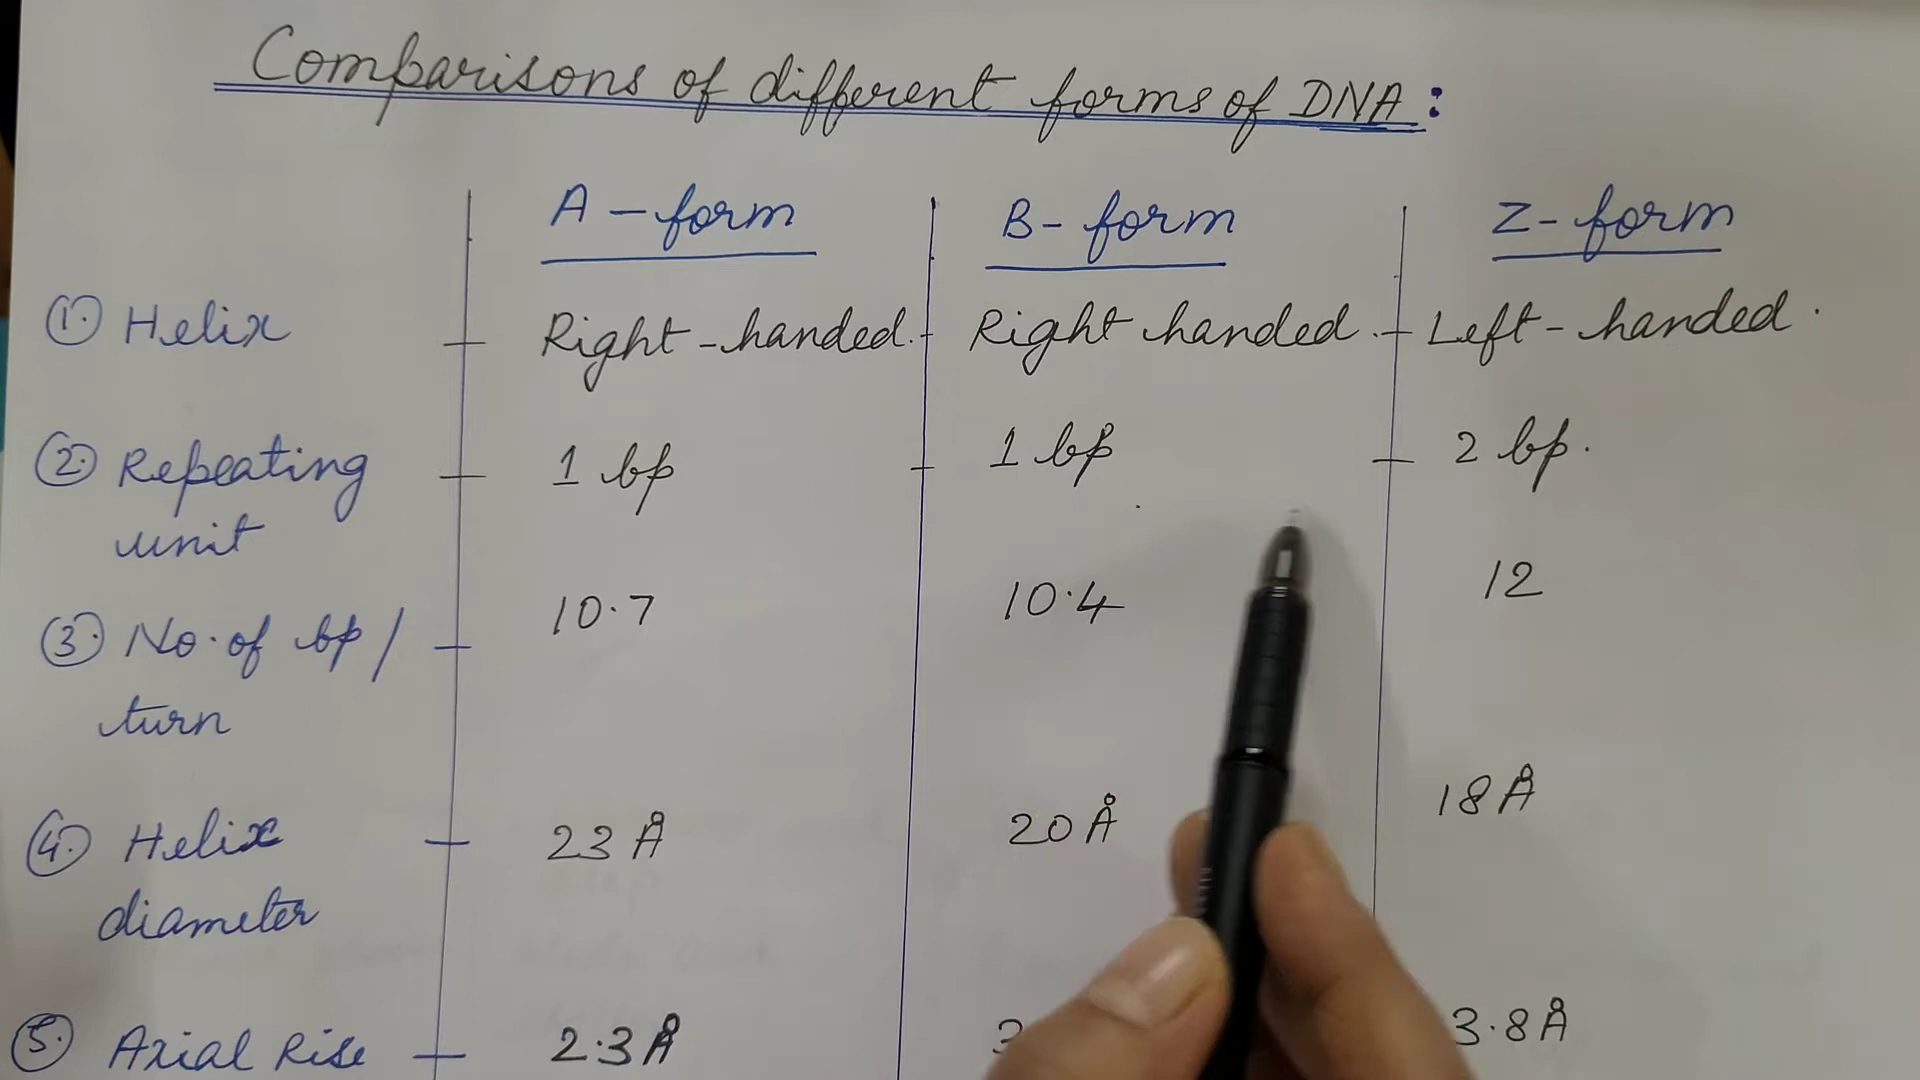 Comparisons of different forms of DNA:
A-form B-form Z-form
① Helix Right-handed. Right handed. Left-handed.
② Repeating 1 bp 1 bp 2 bp.
unit
③ No. of bp/ 10.7 10.4 12
turn
④ Helix 23 Å 20 Å 18 Å
diameter
⑤ Axial Rise 2.3 Å 3.8 Å